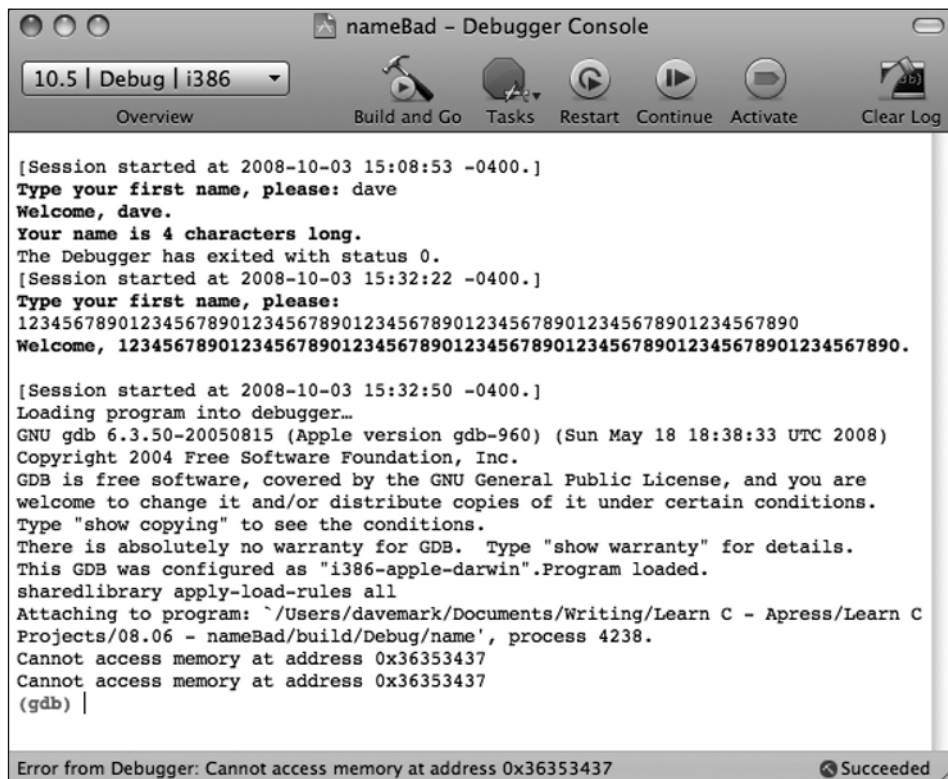 nameBad – Debugger Console
10.5 | Debug | i386
Overview
Build and Go
Tasks
Restart
Continue
Activate
Clear Log
[Session started at 2008-10-03 15:08:53 -0400.]
Type your first name, please: dave
Welcome, dave.
Your name is 4 characters long.
The Debugger has exited with status 0.
[Session started at 2008-10-03 15:32:22 -0400.]
Type your first name, please:
1234567890123456789012345678901234567890123456789012345678901234567890
Welcome, 1234567890123456789012345678901234567890123456789012345678901234567890.
[Session started at 2008-10-03 15:32:50 -0400.]
Loading program into debugger…
GNU gdb 6.3.50-20050815 (Apple version gdb-960) (Sun May 18 18:38:33 UTC 2008)
Copyright 2004 Free Software Foundation, Inc.
GDB is free software, covered by the GNU General Public License, and you are
welcome to change it and/or distribute copies of it under certain conditions.
Type "show copying" to see the conditions.
There is absolutely no warranty for GDB.  Type "show warranty" for details.
This GDB was configured as "i386-apple-darwin".Program loaded.
sharedlibrary apply-load-rules all
Attaching to program: `/Users/davemark/Documents/Writing/Learn C - Apress/Learn C
Projects/08.06 - nameBad/build/Debug/name', process 4238.
Cannot access memory at address 0x36353437
Cannot access memory at address 0x36353437
(gdb)
Error from Debugger: Cannot access memory at address 0x36353437
Succeeded